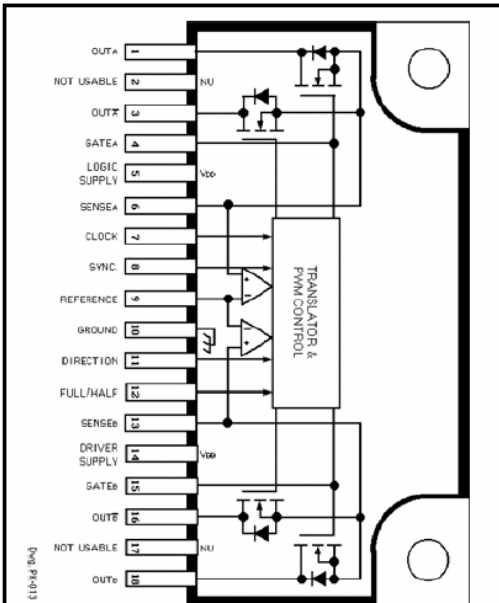 OUTA 1
NOT USABLE 2 NU
OUTA̅ 3
GATEA 4
LOGIC
SUPPLY 5 VDD
SENSEA 6
CLOCK 7
SYNC. 8
REFERENCE 9
GROUND 10
DIRECTION 11
FULL/HALF 12
SENSEB 13
DRIVER
SUPPLY 14 VBB
GATEB 15
OUTB̅ 16
NOT USABLE 17 NU
OUTB 18
+
−
−
+
TRANSLATOR &
PWM CONTROL
Dwg. PK-013